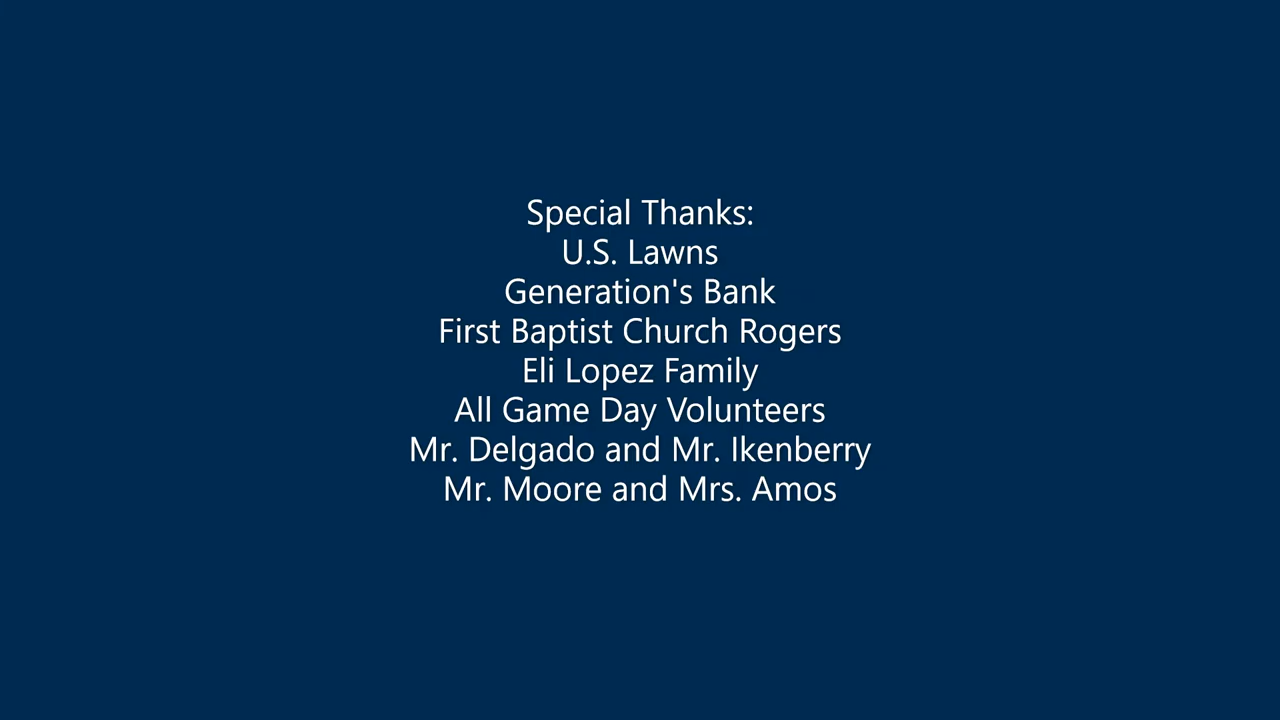 Special Thanks:
U.S. Lawns
Generation's Bank
First Baptist Church Rogers
Eli Lopez Family
All Game Day Volunteers
Mr. Delgado and Mr. Ikenberry
Mr. Moore and Mrs. Amos